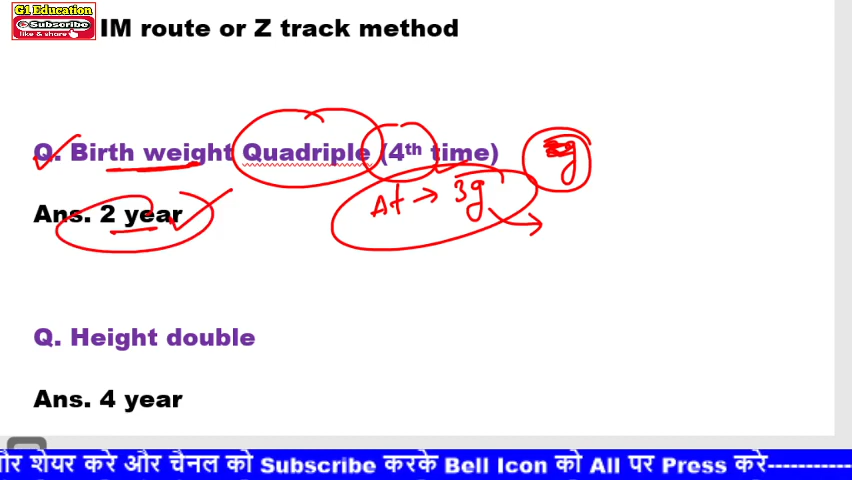 G1 Education
Subscribe
like & share
IM route or Z track method
Q. Birth weight Quadriple (4th time)
g
At → 3g
Ans. 2 year
Q. Height double
Ans. 4 year
और शेयर करे और चैनल को Subscribe करके Bell Icon को All पर Press करे-----------